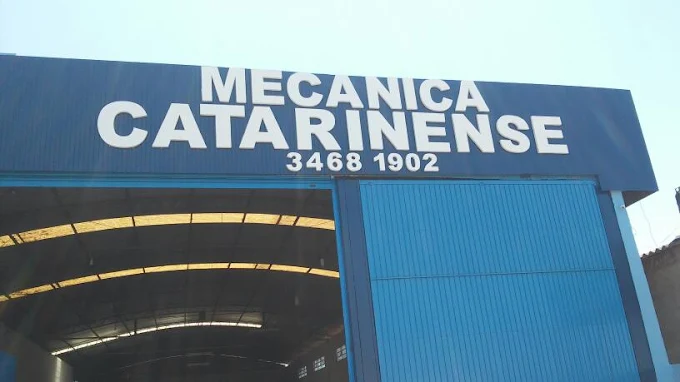 MECANICA
CATARINENSE
3468 1902